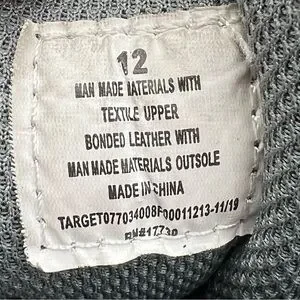 12
MAN MADE MATERIALS WITH
TEXTILE UPPER
BONDED LEATHER WITH
MAN MADE MATERIALS OUTSOLE
MADE IN CHINA
TARGET077034008F00011213-11/19
RN#17730